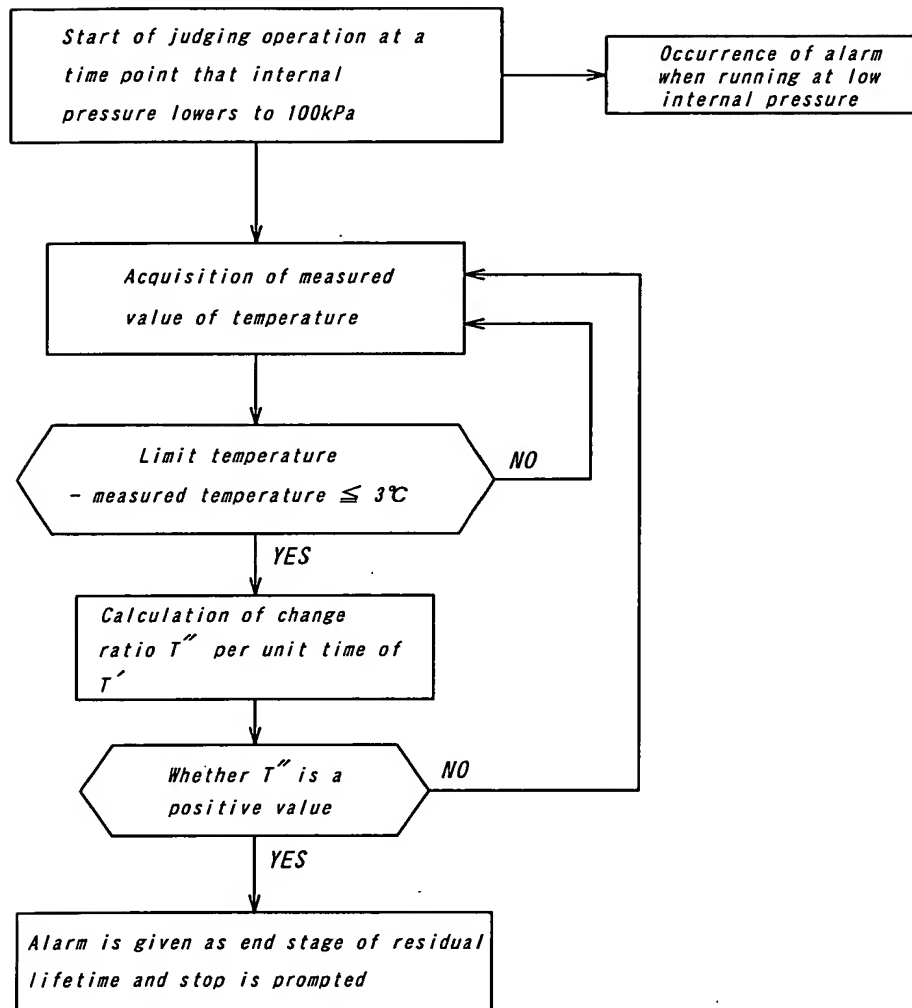 Start of judging operation at a
time point that internal
pressure lowers to 100kPa
Occurrence of alarm
when running at low
internal pressure
Acquisition of measured
value of temperature
Limit temperature
- measured temperature ≦ 3℃
NO
YES
Calculation of change
ratio T″ per unit time of
T′
Whether T″ is a
positive value
NO
YES
Alarm is given as end stage of residual
lifetime and stop is prompted